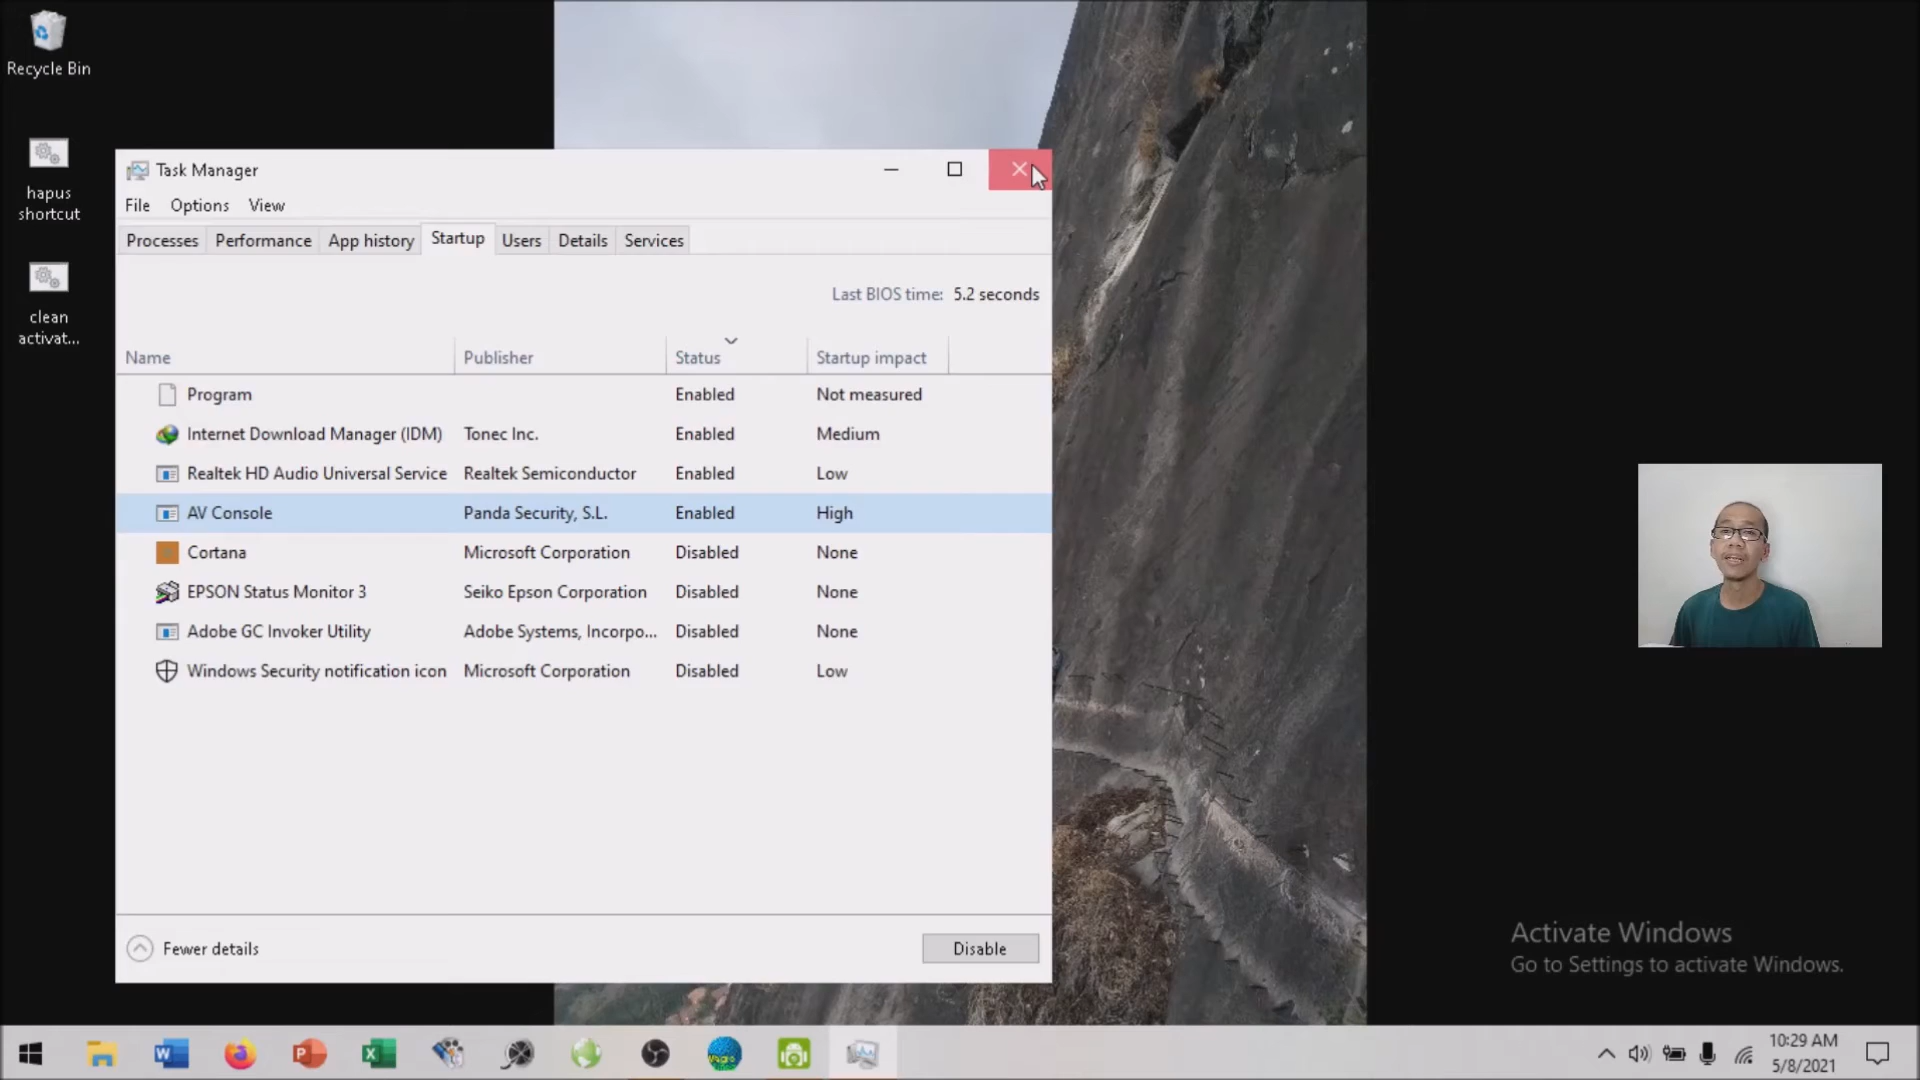 Recycle Bin
hapus
shortcut
clean
activat...
Task Manager
File Options View
Processes Performance App history Startup Users Details Services
Last BIOS time: 5.2 seconds
Name Publisher Status Startup impact
Program Enabled Not measured
Internet Download Manager (IDM) Tonec Inc. Enabled Medium
Realtek HD Audio Universal Service Realtek Semiconductor Enabled Low
AV Console Panda Security, S.L. Enabled High
Cortana Microsoft Corporation Disabled None
EPSON Status Monitor 3 Seiko Epson Corporation Disabled None
Adobe GC Invoker Utility Adobe Systems, Incorpo... Disabled None
Windows Security notification icon Microsoft Corporation Disabled Low
Fewer details Disable
Activate Windows
Go to Settings to activate Windows.
10:29 AM
5/8/2021